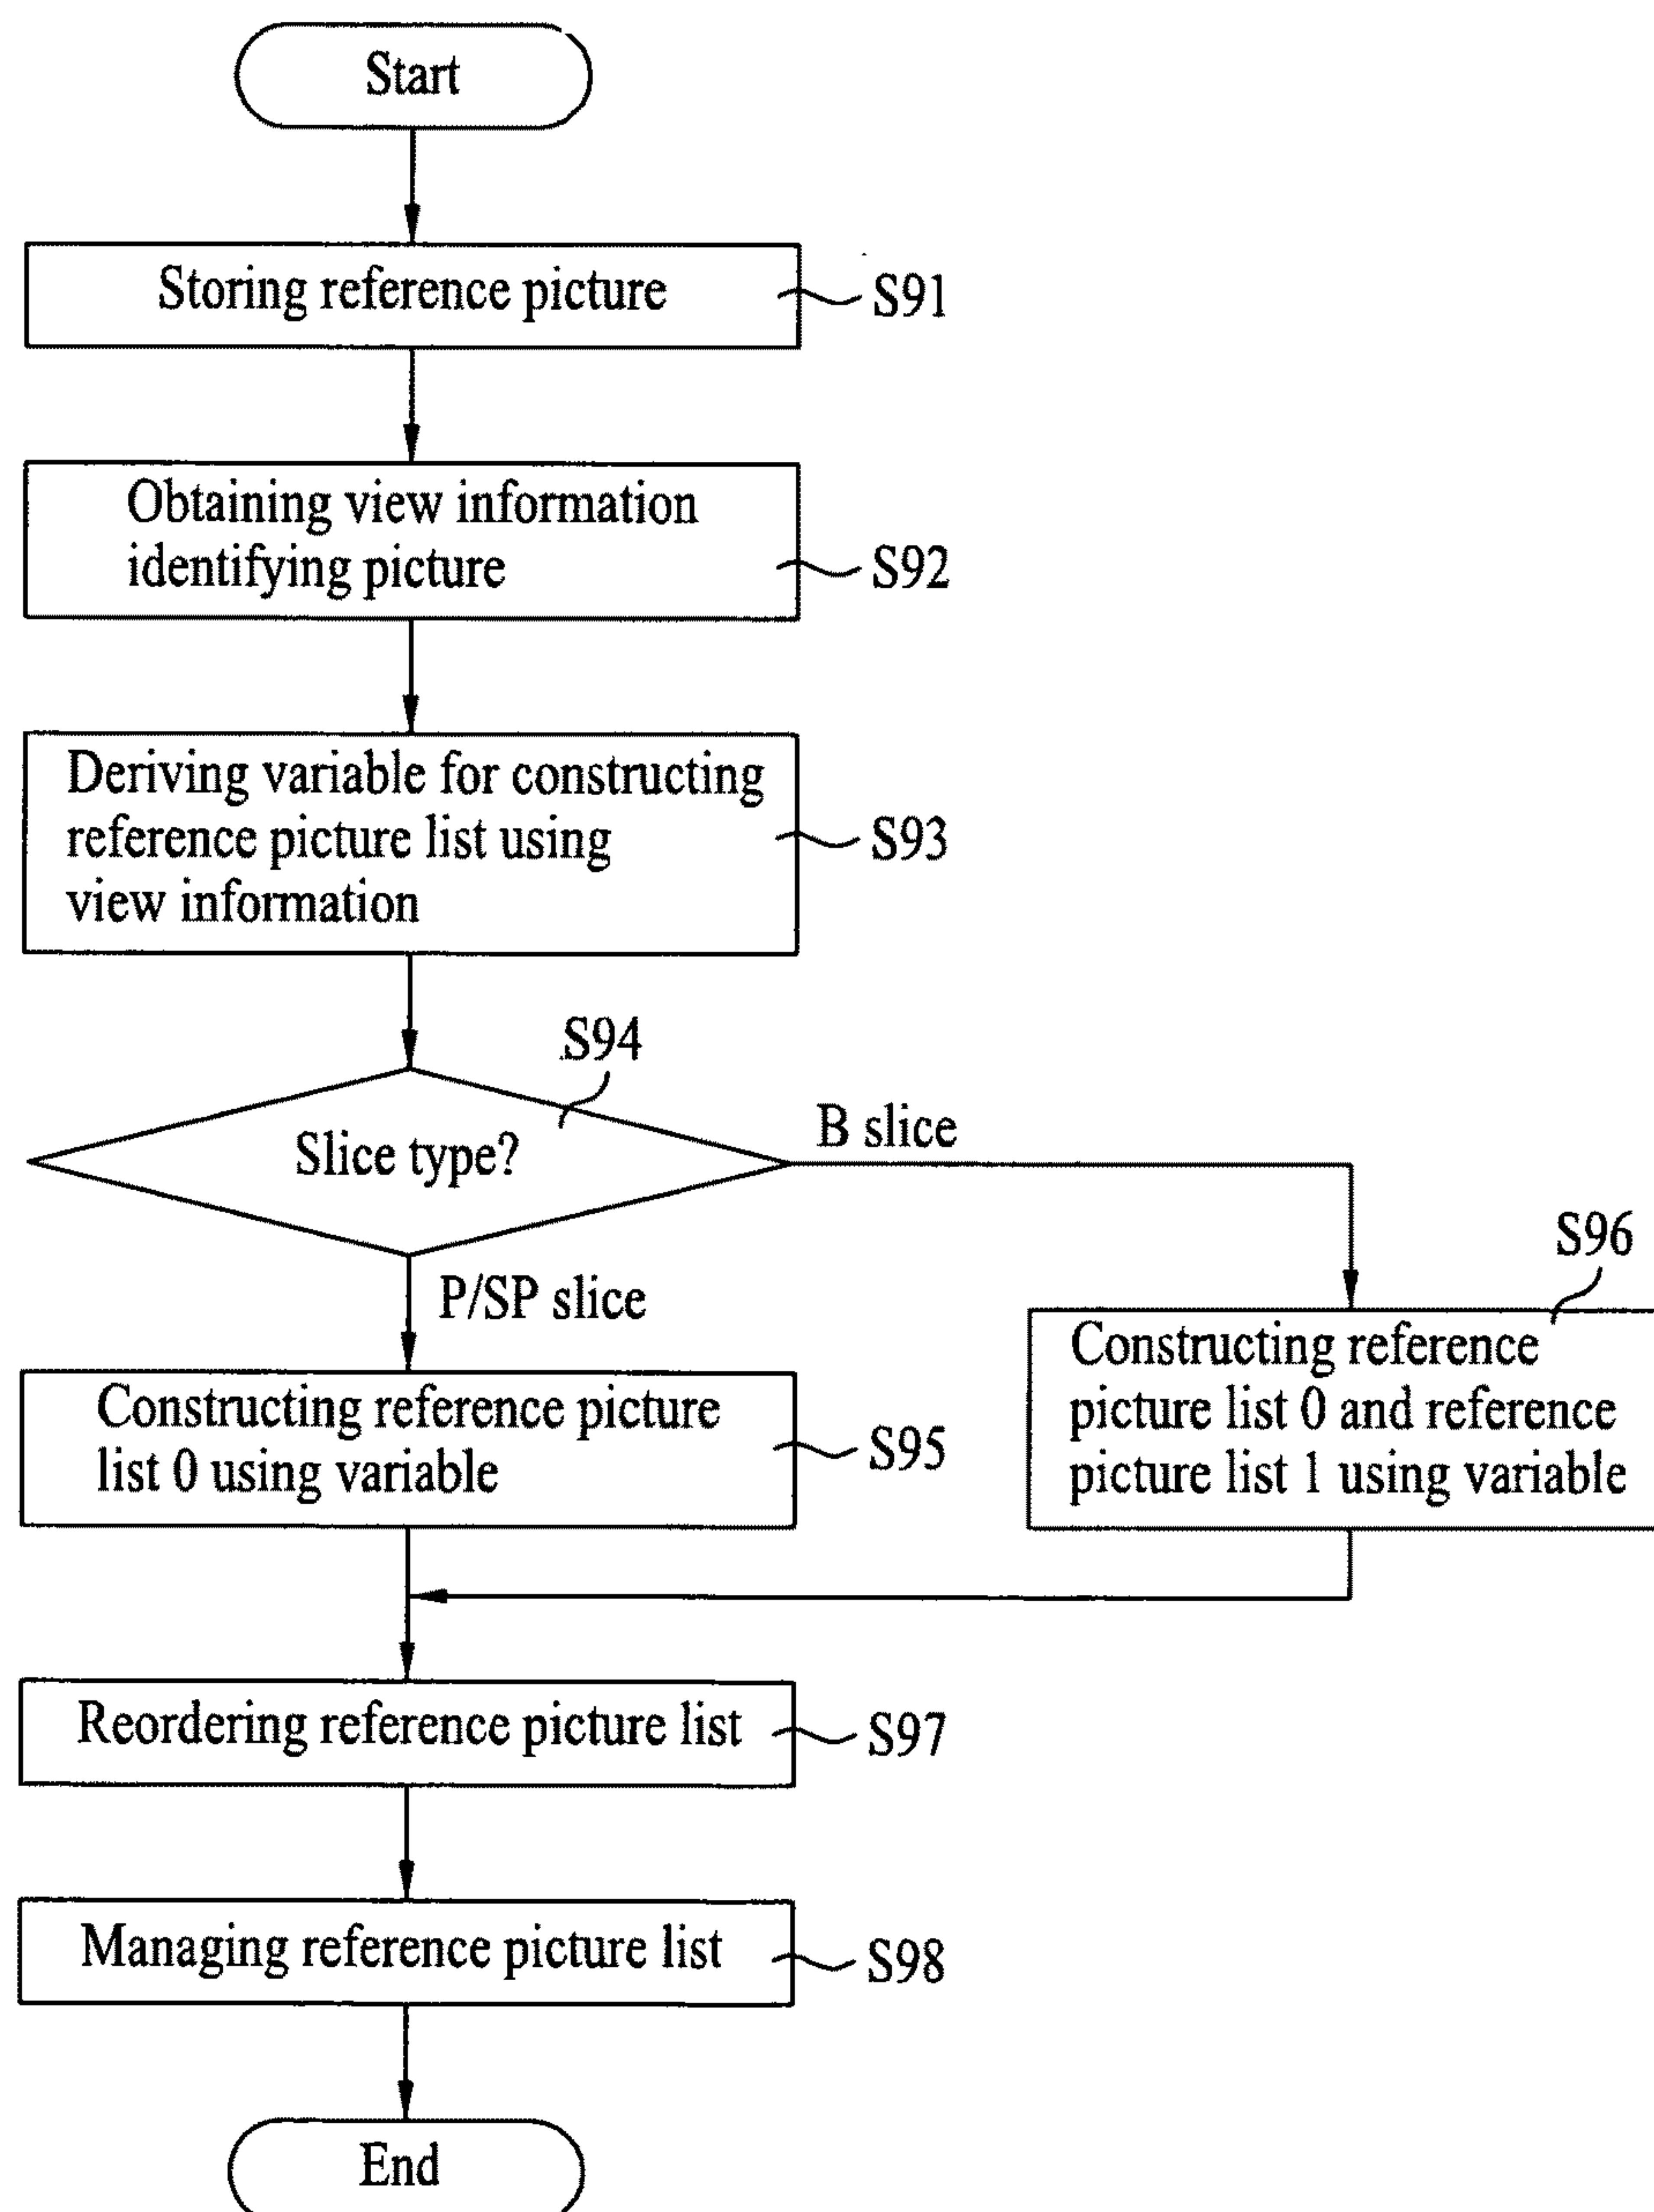 Start
Storing reference picture
S91
Obtaining view information
identifying picture
S92
Deriving variable for constructing
reference picture list using
view information
S93
S94
Slice type?
B slice
P/SP slice
S96
Constructing reference
picture list 0 and reference
picture list 1 using variable
Constructing reference picture
list 0 using variable
S95
Reordering reference picture list
S97
Managing reference picture list
S98
End